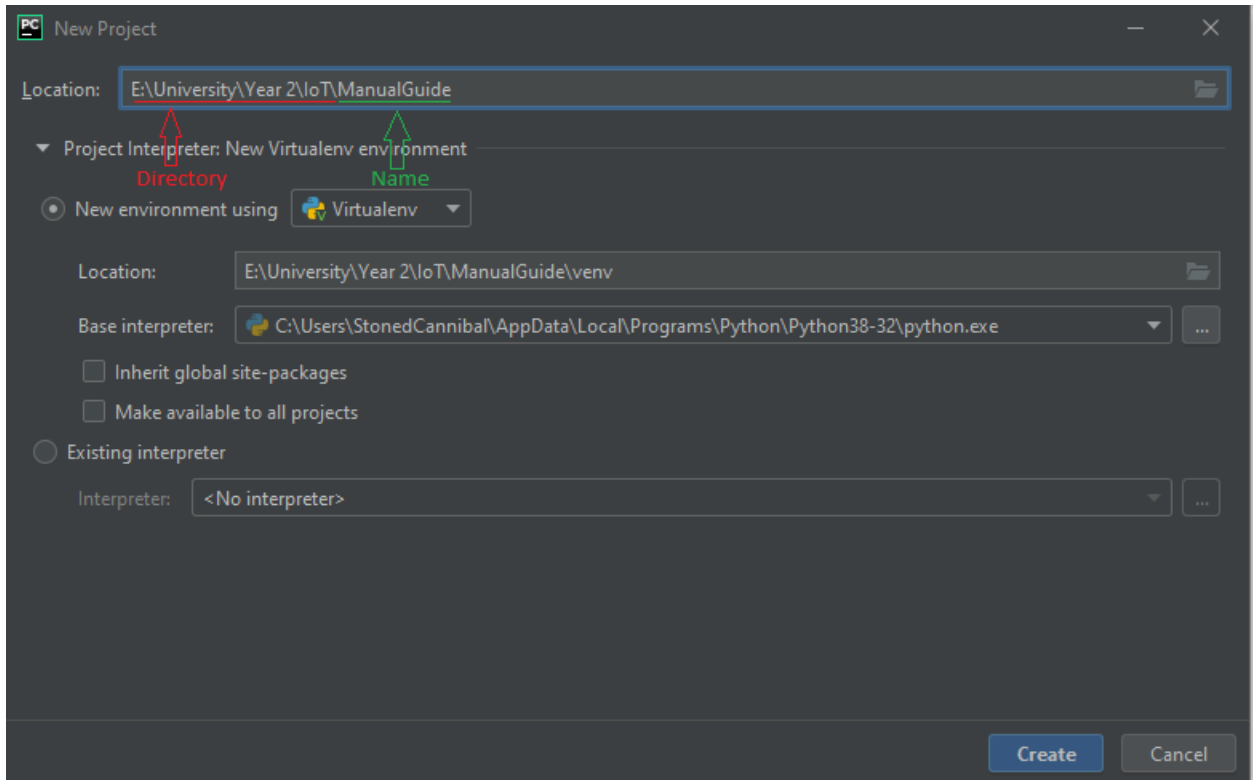 PC New Project
Location: E:\University\Year 2\IoT\ManualGuide
Project Interpreter: New Virtualenv environment
Directory Name
New environment using Virtualenv
Location: E:\University\Year 2\IoT\ManualGuide\venv
Base interpreter: C:\Users\StonedCannibal\AppData\Local\Programs\Python\Python38-32\python.exe ...
Inherit global site-packages
Make available to all projects
Existing interpreter
Interpreter: <No interpreter> ...
Create Cancel